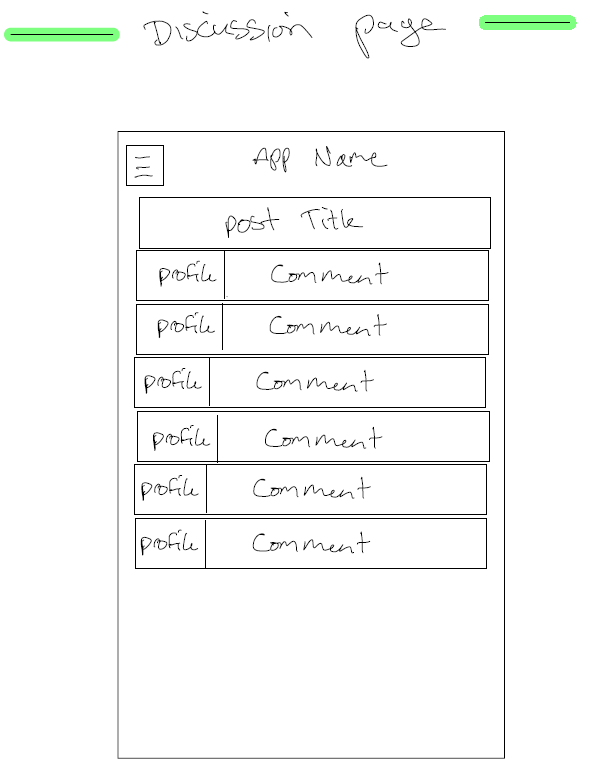 Discussion page
App Name
post Title
profile Comment
profile Comment
profile Comment
profile Comment
profile Comment
profile Comment